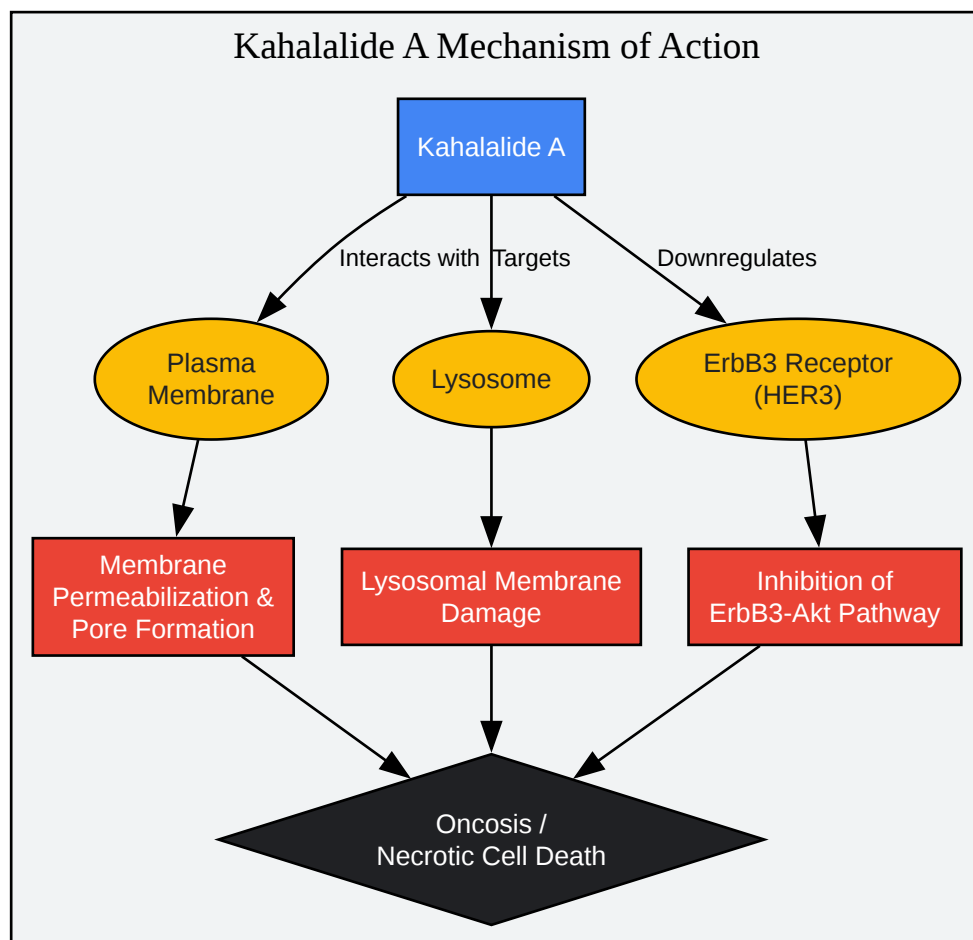 Kahalalide A Mechanism of Action
Kahalalide A
Interacts with
Targets
Downregulates
Plasma
Membrane
Lysosome
ErbB3 Receptor
(HER3)
Membrane
Permeabilization &
Pore Formation
Lysosomal Membrane
Damage
Inhibition of
ErbB3-Akt Pathway
Oncosis /
Necrotic Cell Death